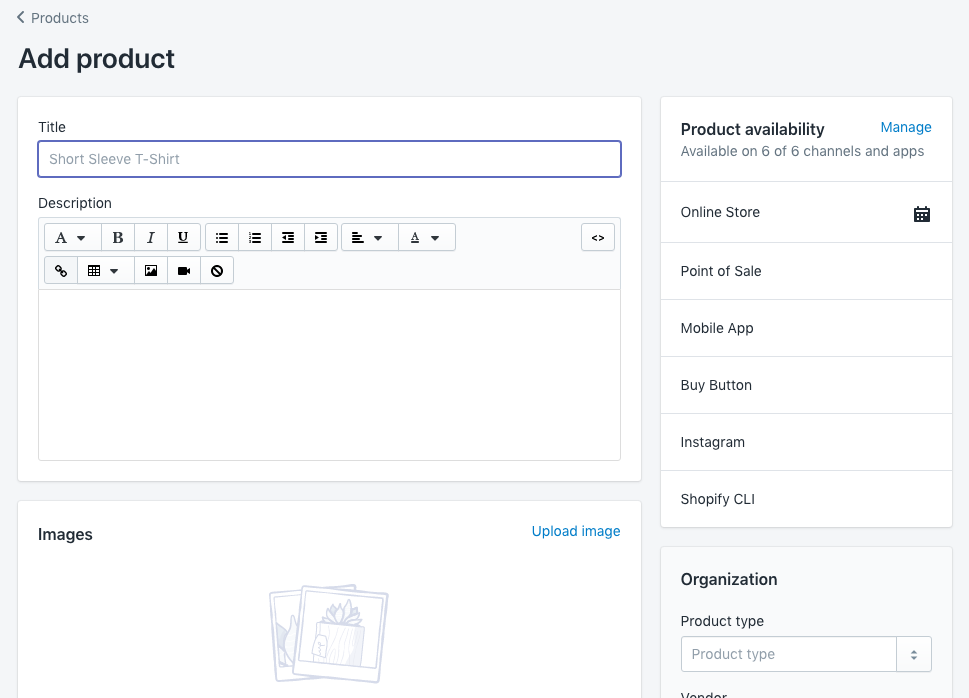 Products
Add product
Title
Short Sleeve T-Shirt
Description
A B I U A <>
Images
Upload image
Product availability
Manage
Available on 6 of 6 channels and apps
Online Store
Point of Sale
Mobile App
Buy Button
Instagram
Shopify CLI
Organization
Product type
Product type
Vendor